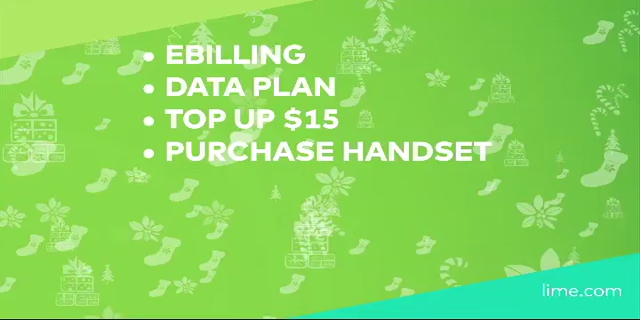 • EBILLING
• DATA PLAN
• TOP UP $15
• PURCHASE HANDSET
lime.com